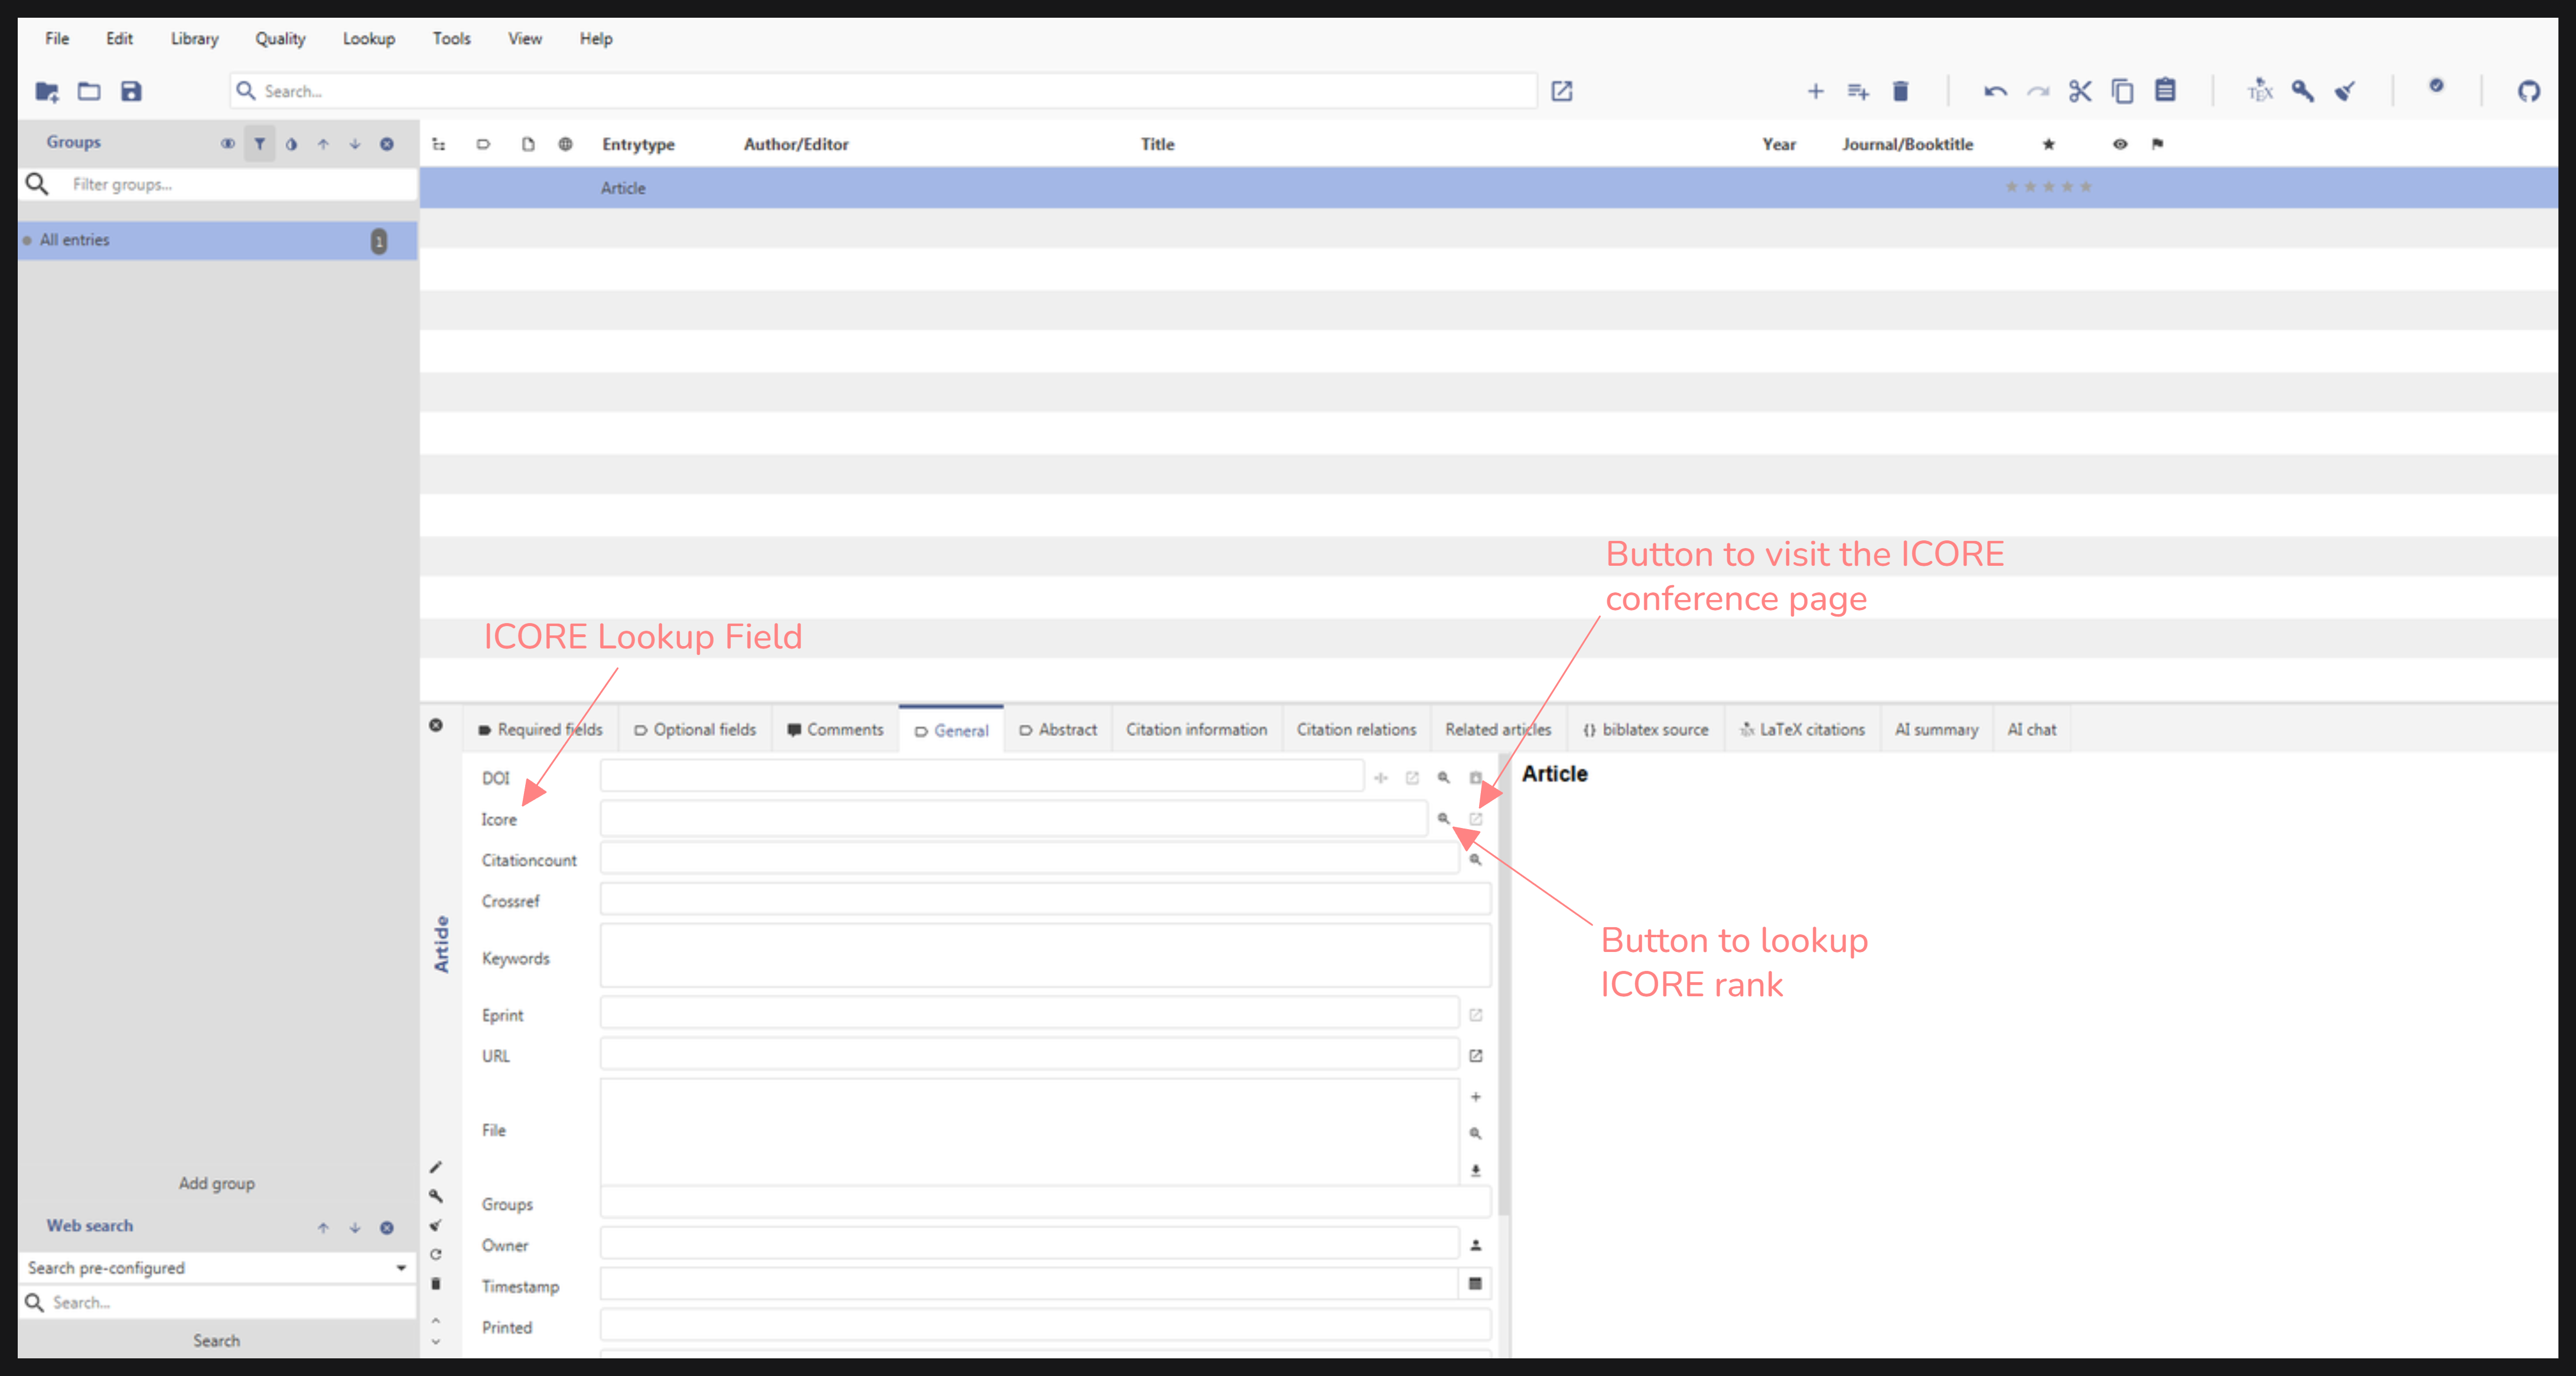 File Edit Library Quality Lookup Tools View Help
Search...
Groups
Filter groups...
All entries 1
Entrytype Author/Editor Title Year Journal/Booktitle
Article
Button to visit the ICORE
conference page
ICORE Lookup Field
Required fields Optional fields Comments General Abstract Citation information Citation relations Related articles {} biblatex source LaTeX citations AI summary AI chat
Article
DOI
Icore
Citationcount
Crossref
Keywords
Eprint
URL
File
Groups
Owner
Timestamp
Printed
Article
Button to lookup
ICORE rank
Add group
Web search
Search pre-configured
Search...
Search
TEX